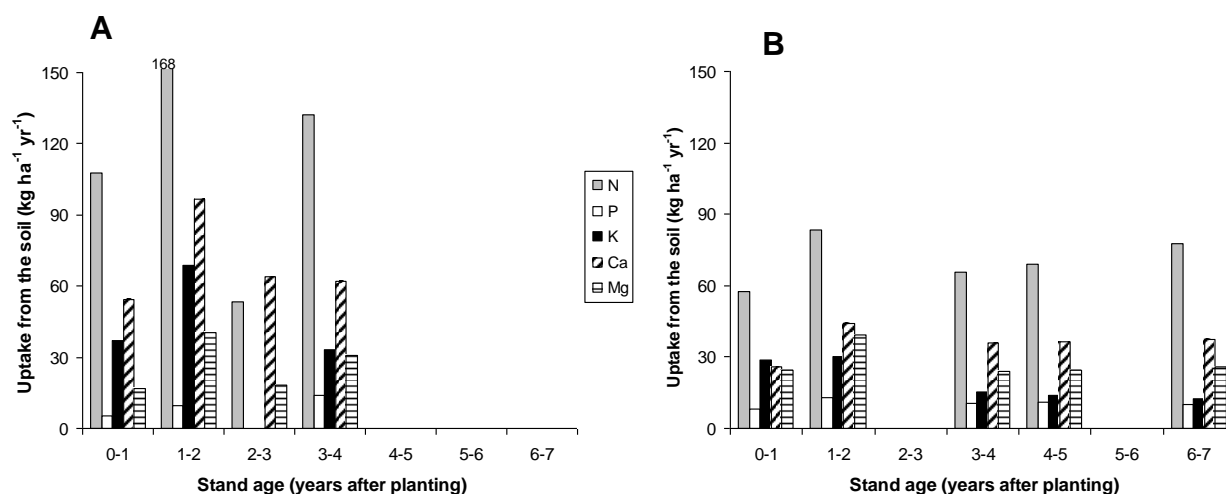 A
168
150
120
90
60
30
0
Uptake from the soil (kg ha⁻¹ yr⁻¹)
0-1 1-2 2-3 3-4 4-5 5-6 6-7
Stand age (years after planting)
N
P
K
Ca
Mg
B
150
120
90
60
30
0
Uptake from the soil (kg ha⁻¹ yr⁻¹)
0-1 1-2 2-3 3-4 4-5 5-6 6-7
Stand age (years after planting)